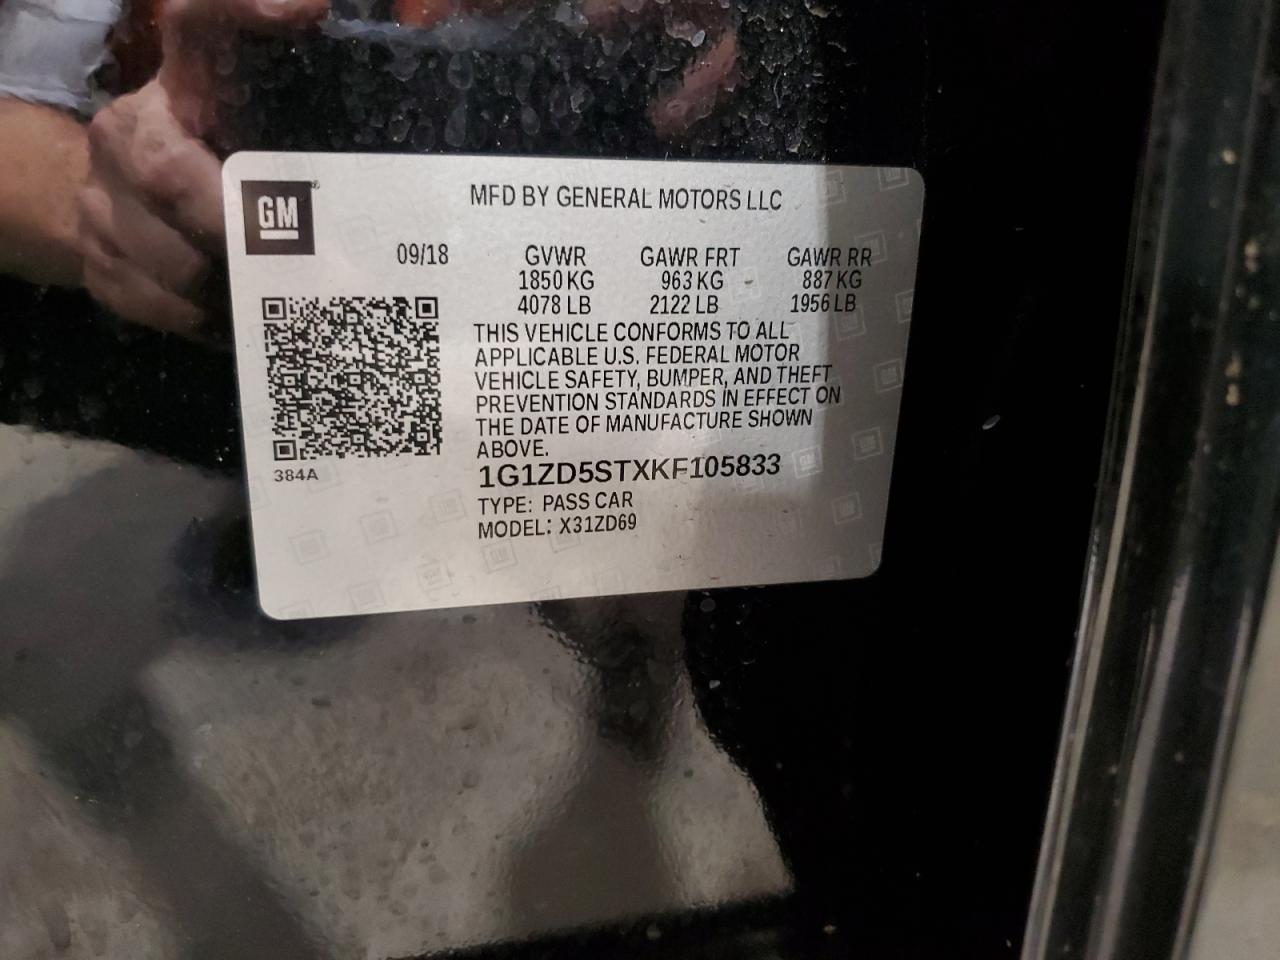 GM
MFD BY GENERAL MOTORS LLC
09/18 GVWR GAWR FRT GAWR RR
1850 KG 963 KG 887 KG
4078 LB 2122 LB 1956 LB
THIS VEHICLE CONFORMS TO ALL
APPLICABLE U.S. FEDERAL MOTOR
VEHICLE SAFETY, BUMPER, AND THEFT
PREVENTION STANDARDS IN EFFECT ON
THE DATE OF MANUFACTURE SHOWN
ABOVE.
384A
1G1ZD5STXKF105833
TYPE: PASS CAR
MODEL: X31ZD69